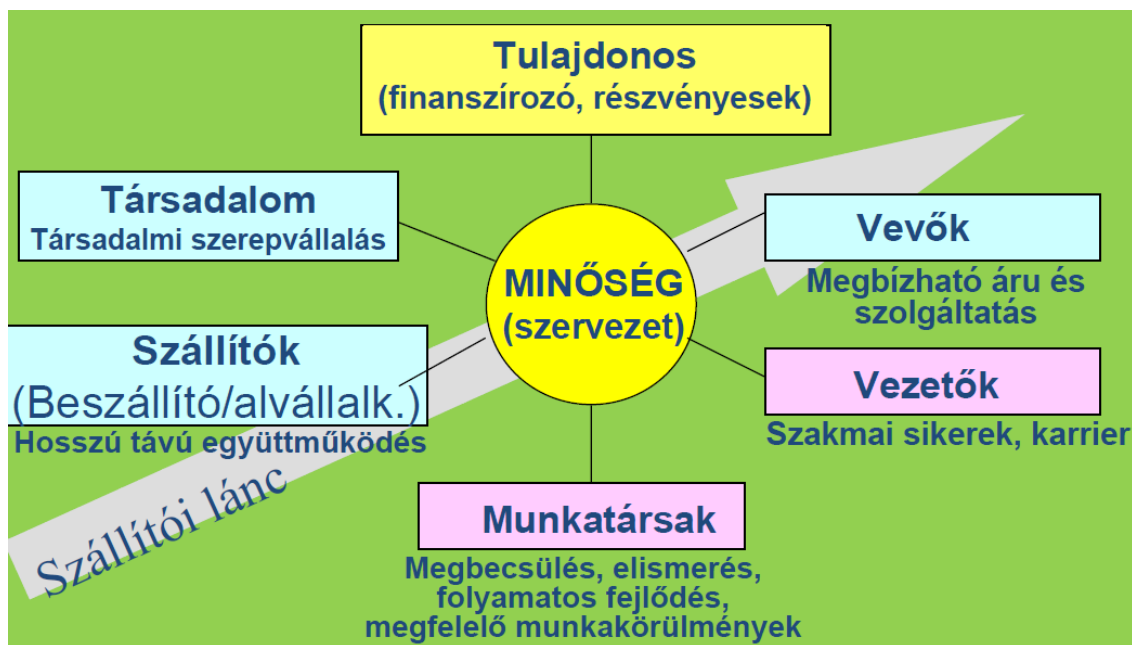 Tulajdonos
(finanszírozó, részvényesek)
Társadalom
Társadalmi szerepvállalás
Vevők
Megbízható áru és
szolgáltatás
MINŐSÉG
(szervezet)
Szállítók
(Beszállító/alvállalk.)
Hosszú távú együttműködés
Vezetők
Szakmai sikerek, karrier
Szállítói lánc
Munkatársak
Megbecsülés, elismerés,
folyamatos fejlődés,
megfelelő munkakörülmények